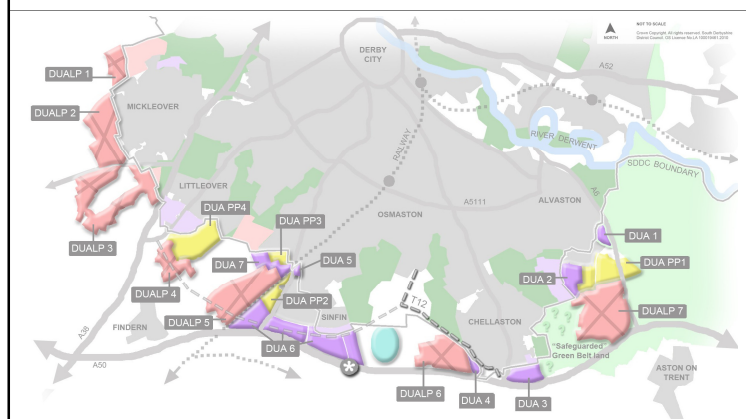 NOT TO SCALE
Crown Copyright. All rights reserved. South Derbyshire
District Council. OS Licence No.LA 100019461.2018
NORTH
DERBY
CITY
A52
DUALP 1
MICKLEOVER
DUALP 2
RAILWAY
RIVER DERWENT
SDDC BOUNDARY
LITTLEOVER
A6
DUA PP4
ALVASTON
A5111
DUA PP3
OSMASTON
DUALP 3
DUA 7
DUA 5
DUA 1
DUA 2
DUA PP1
DUALP 4
DUA PP2
T12
A38
DUALP 5
SINFIN
CHELLASTON
DUALP 7
FINDERN
DUA 6
? ? ? ? ? ?
"Safeguarded"
Green Belt land
A50
*
ASTON ON
TRENT
DUALP 6
DUA 4
DUA 3